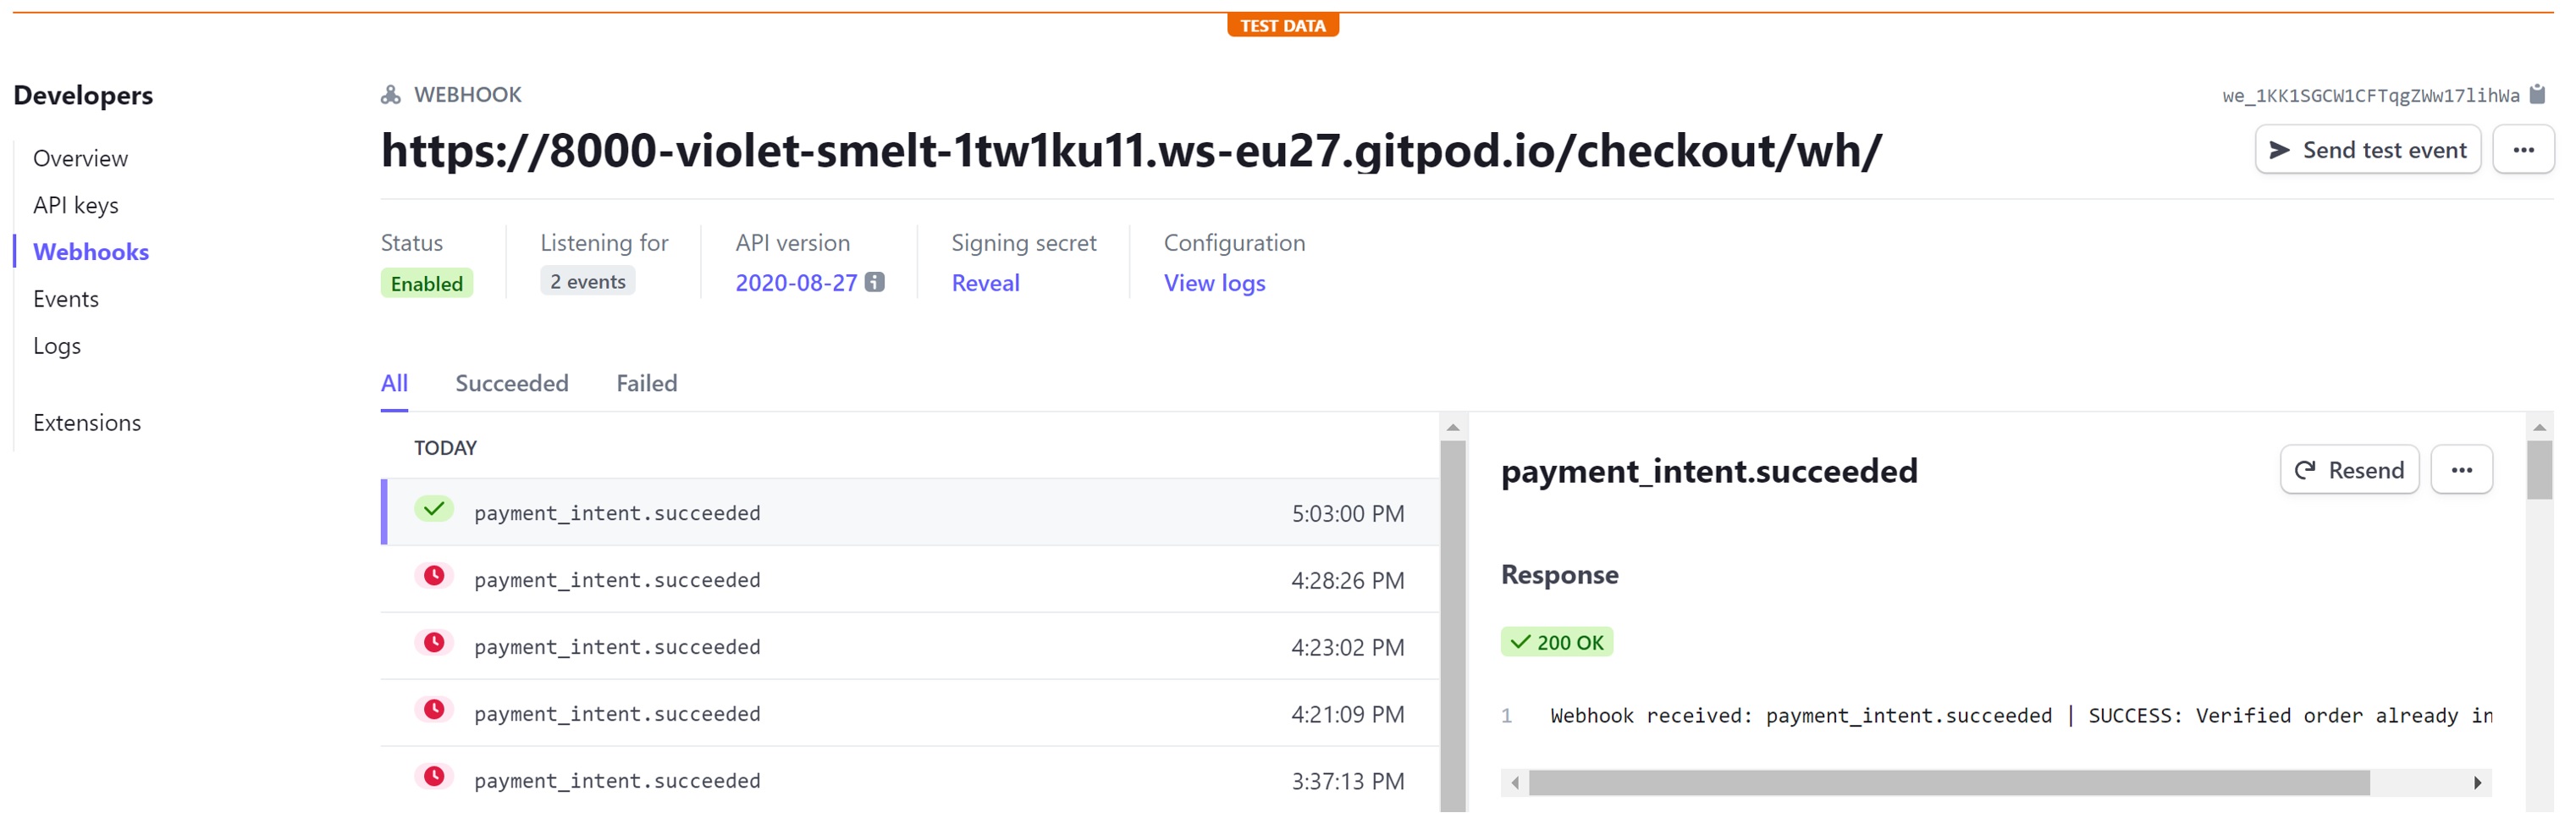 TEST DATA
Developers
Overview
API keys
Webhooks
Events
Logs
Extensions
WEBHOOK
we_1KK1SGCW1CFTqgZWw17lihWa
https://8000-violet-smelt-1tw1ku11.ws-eu27.gitpod.io/checkout/wh/
Send test event
Status
Enabled
Listening for
2 events
API version
2020-08-27
Signing secret
Reveal
Configuration
View logs
All Succeeded Failed
TODAY
payment_intent.succeeded 5:03:00 PM
payment_intent.succeeded 4:28:26 PM
payment_intent.succeeded 4:23:02 PM
payment_intent.succeeded 4:21:09 PM
payment_intent.succeeded 3:37:13 PM
payment_intent.succeeded
Resend
Response
200 OK
1 Webhook received: payment_intent.succeeded | SUCCESS: Verified order already in